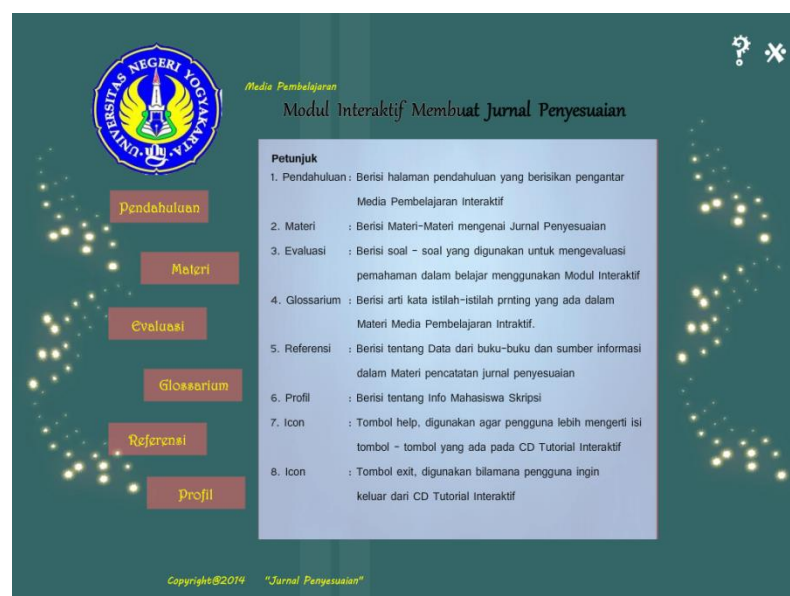 UNIVERSITAS NEGERI YOGYAKARTA
Media Pembelajaran
Modul Interaktif Membuat Jurnal Penyesuaian
Petunjuk
1. Pendahuluan : Berisi halaman pendahuluan yang berisikan pengantar
Media Pembelajaran Interaktif
2. Materi : Berisi Materi-Materi mengenai Jurnal Penyesuaian
3. Evaluasi : Berisi soal - soal yang digunakan untuk mengevaluasi
pemahaman dalam belajar menggunakan Modul Interaktif
4. Glossarium : Berisi arti kata istilah-istilah prnting yang ada dalam
Materi Media Pembelajaran Intraktif.
5. Referensi : Berisi tentang Data dari buku-buku dan sumber informasi
dalam Materi pencatatan jurnal penyesuaian
6. Profil : Berisi tentang Info Mahasiswa Skripsi
7. Icon : Tombol help, digunakan agar pengguna lebih mengerti isi
tombol - tombol yang ada pada CD Tutorial Interaktif
8. Icon : Tombol exit, digunakan bilamana pengguna ingin
keluar dari CD Tutorial Interaktif
Pendahuluan
Materi
Evaluasi
Glossarium
Referensi
Profil
Copyright@2014 "Jurnal Penyesuaian"